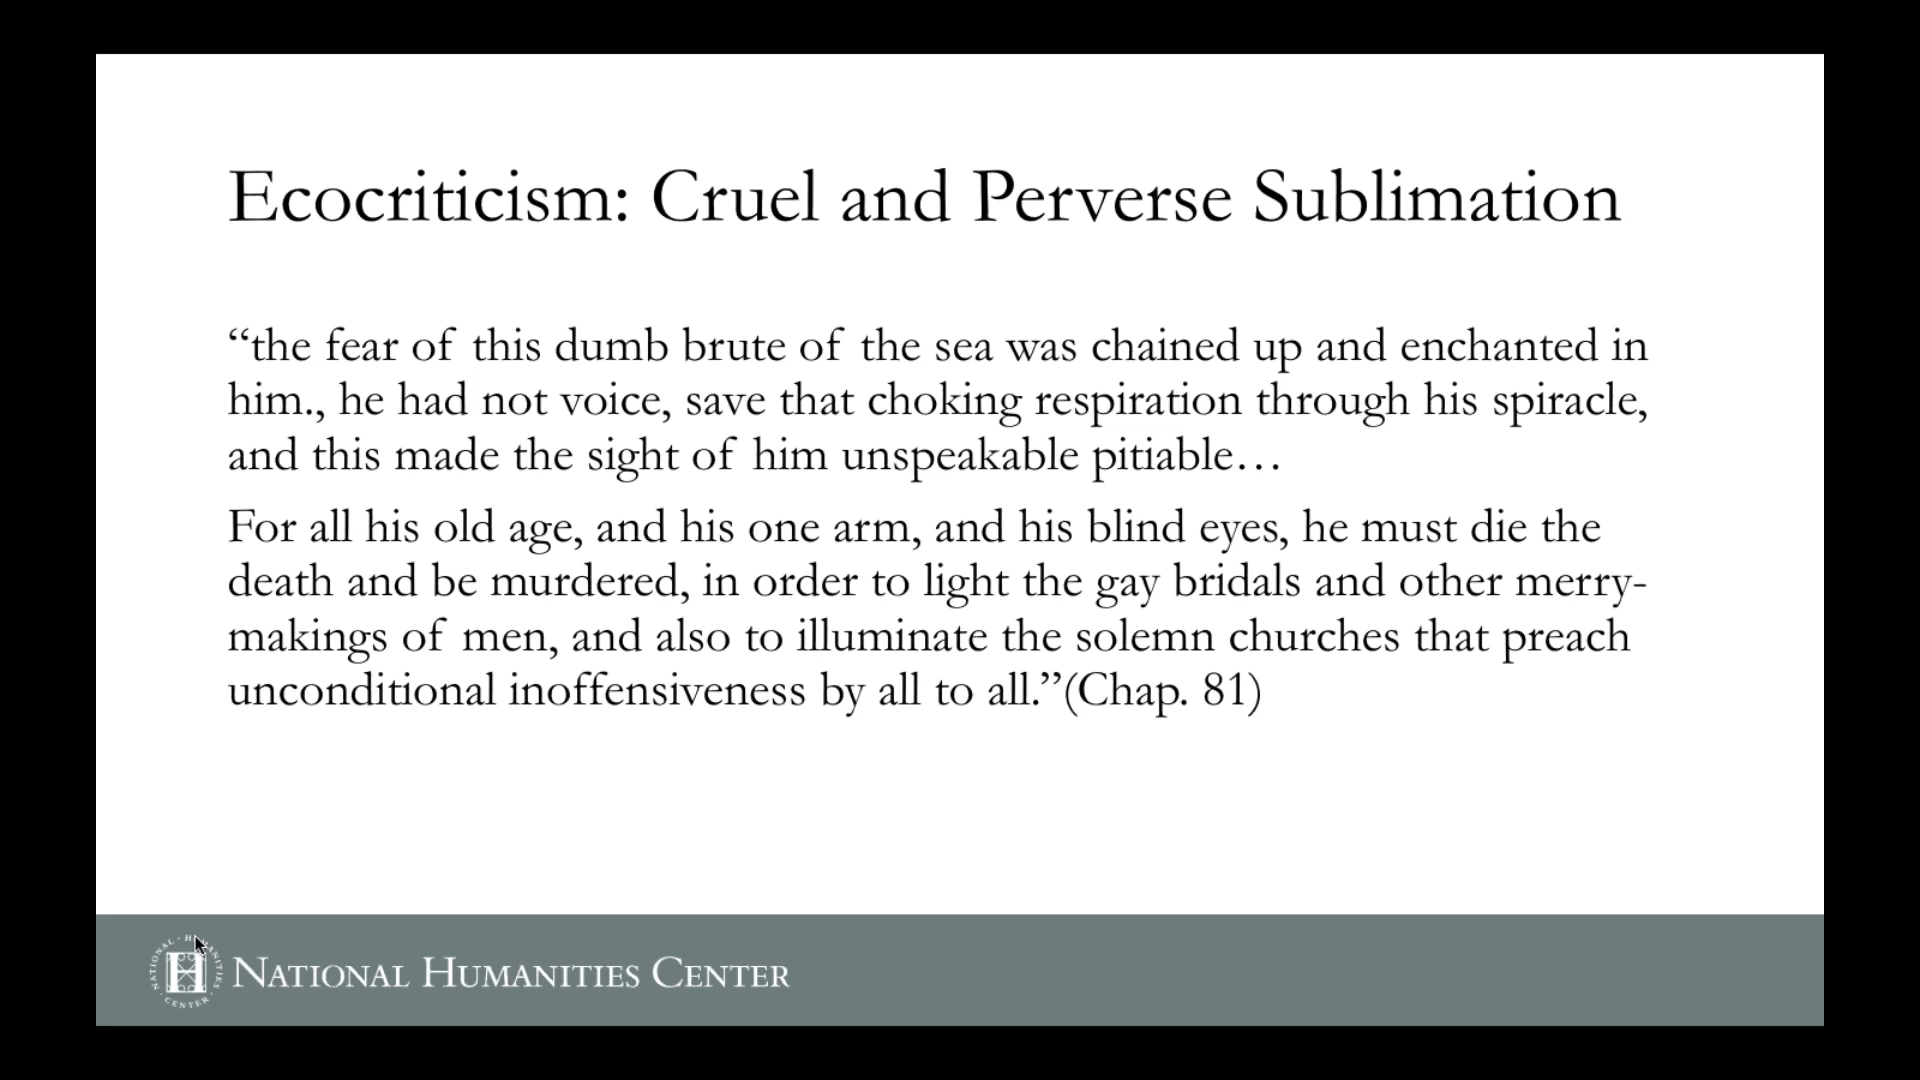 Ecocriticism: Cruel and Perverse Sublimation
“the fear of this dumb brute of the sea was chained up and enchanted in
him., he had not voice, save that choking respiration through his spiracle,
and this made the sight of him unspeakable pitiable…
For all his old age, and his one arm, and his blind eyes, he must die the
death and be murdered, in order to light the gay bridals and other merry-
makings of men, and also to illuminate the solemn churches that preach
unconditional inoffensiveness by all to all.”(Chap. 81)
NATIONAL · HUMANITIES · CENTER ·
H
NATIONAL HUMANITIES CENTER